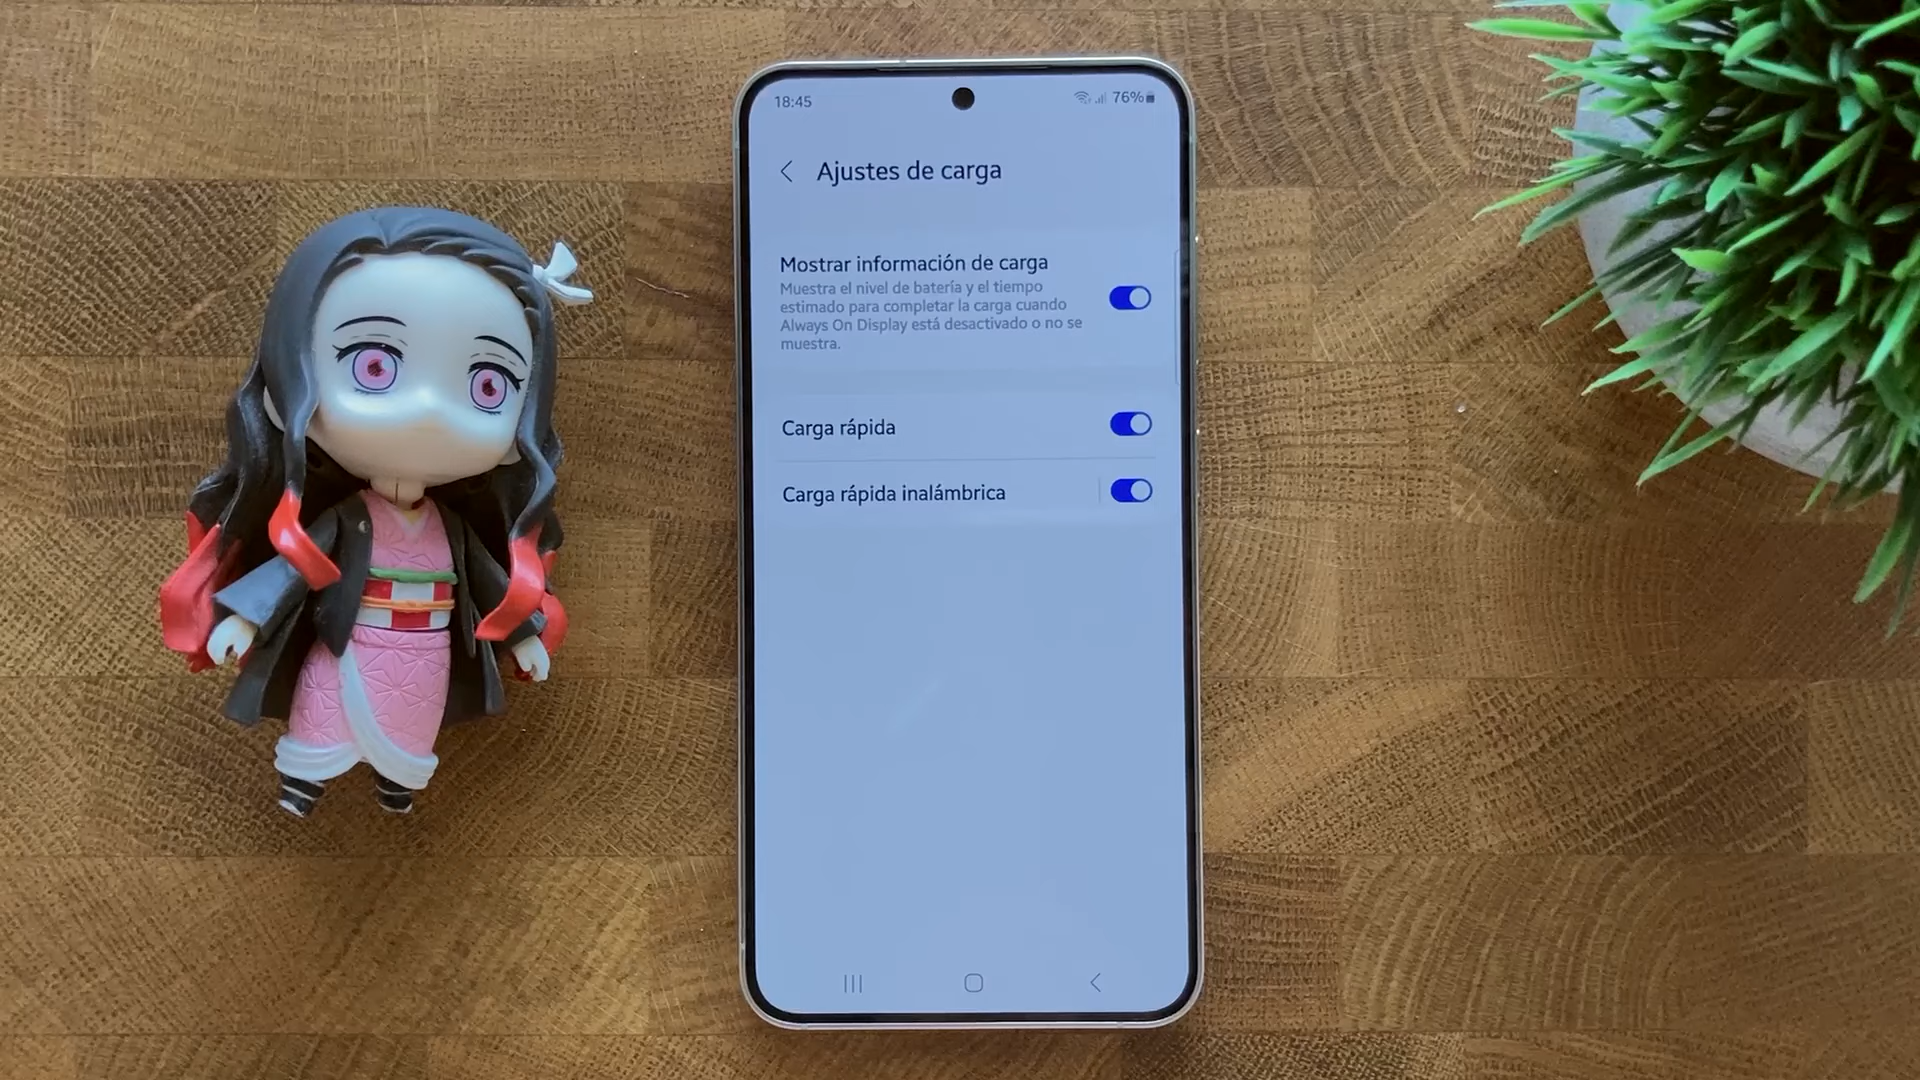 18:45
76%
Ajustes de carga
Mostrar información de carga
Muestra el nivel de batería y el tiempo
estimado para completar la carga cuando
Always On Display está desactivado o no se
muestra.
Carga rápida
Carga rápida inalámbrica